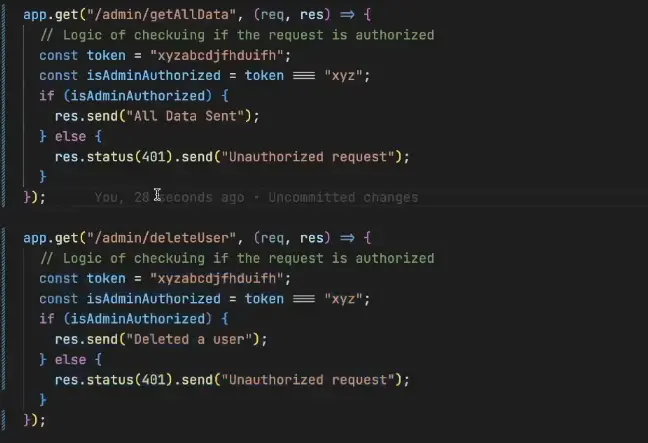 app.get("/admin/getAllData", (req, res) => {
  // Logic of checkuing if the request is authorized
  const token = "xyzabcdjfhduifh";
  const isAdminAuthorized = token === "xyz";
  if (isAdminAuthorized) {
    res.send("All Data Sent");
  } else {
    res.status(401).send("Unauthorized request");
  }
});      You, 28 seconds ago • Uncommitted changes
app.get("/admin/deleteUser", (req, res) => {
  // Logic of checkuing if the request is authorized
  const token = "xyzabcdjfhduifh";
  const isAdminAuthorized = token === "xyz";
  if (isAdminAuthorized) {
    res.send("Deleted a user");
  } else {
    res.status(401).send("Unauthorized request");
  }
});